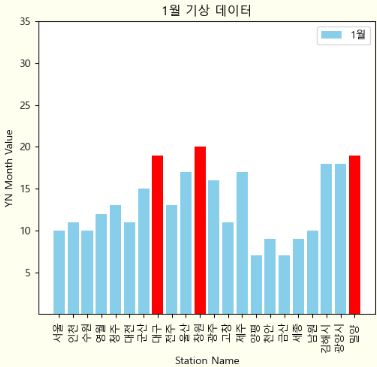 1월 기상 데이터
1월
YN Month Value
35
30
25
20
15
10
5
서울
인천
수원
영월
청주
대전
군산
대구
전주
울산
창원
광주
고창
제주
양평
천안
금산
세종
남원
김해시
광양시
밀양
Station Name